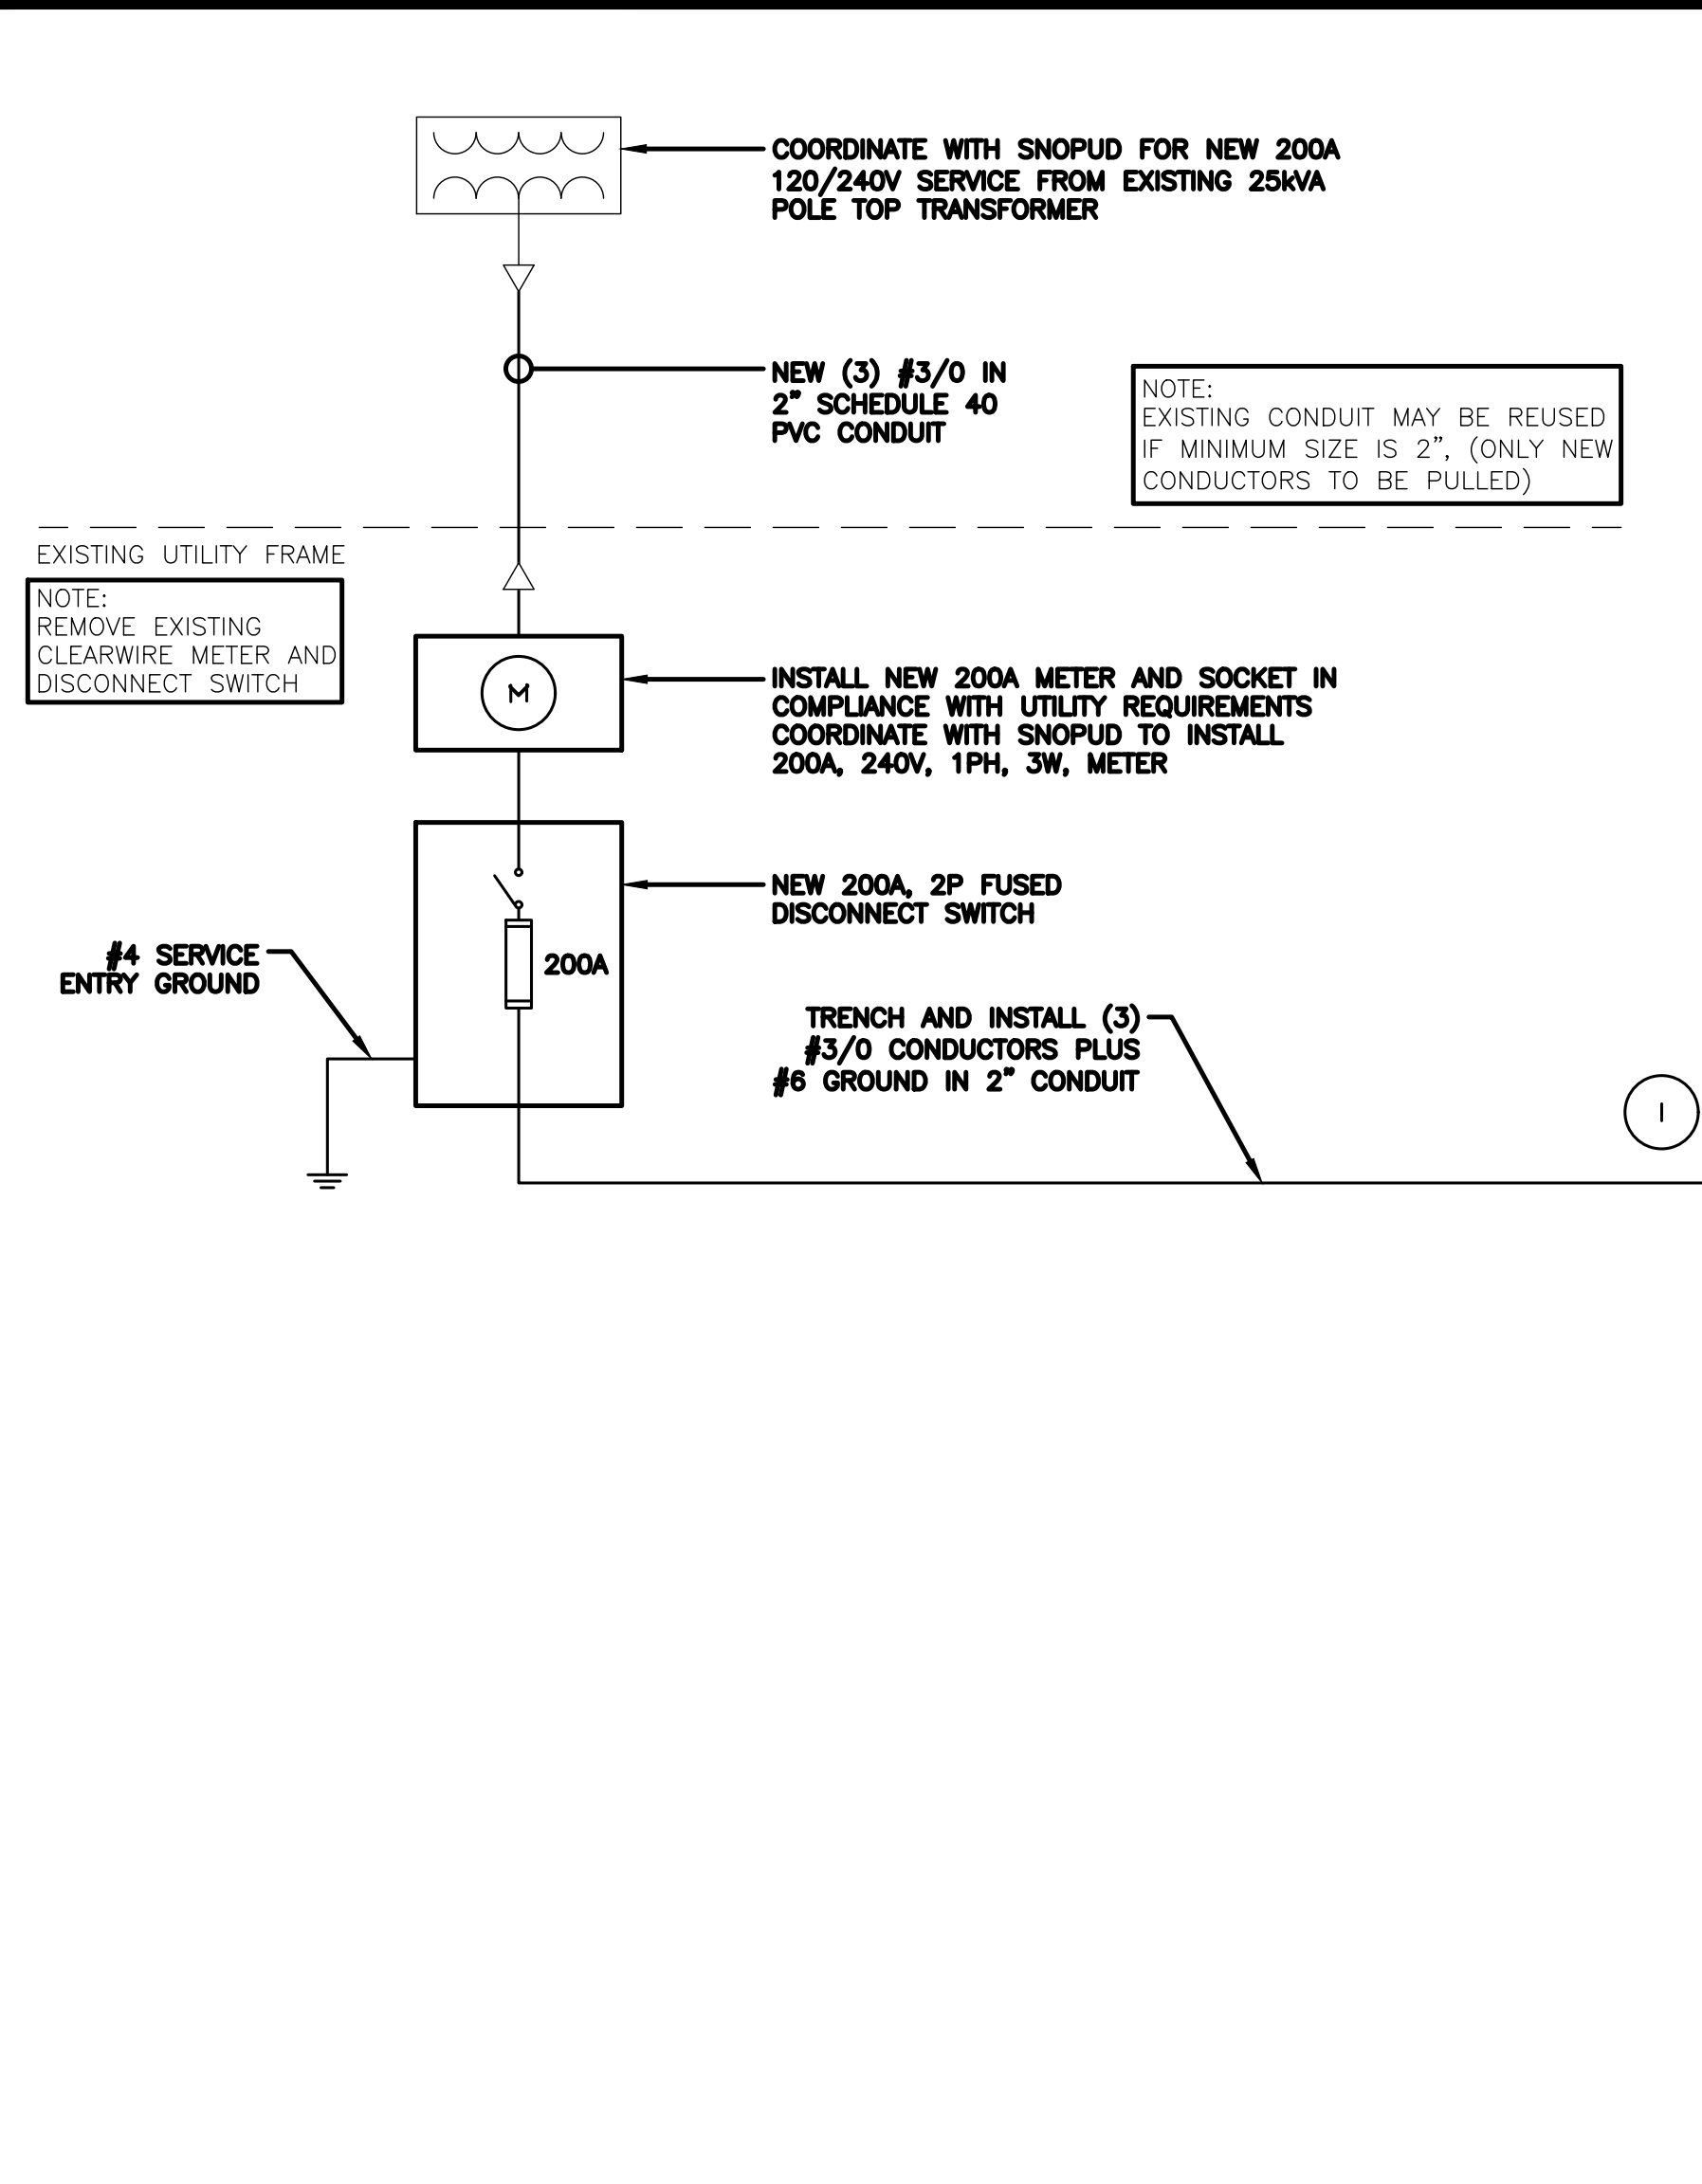 COORDINATE WITH SNOPUD FOR NEW 200A
120/240V SERVICE FROM EXISTING 25kVA
POLE TOP TRANSFORMER
NEW (3) #3/0 IN
2" SCHEDULE 40
PVC CONDUIT
NOTE:
EXISTING CONDUIT MAY BE REUSED
IF MINIMUM SIZE IS 2", (ONLY NEW
CONDUCTORS TO BE PULLED)
EXISTING UTILITY FRAME
NOTE:
REMOVE EXISTING
CLEARWIRE METER AND
DISCONNECT SWITCH
M
INSTALL NEW 200A METER AND SOCKET IN
COMPLIANCE WITH UTILITY REQUIREMENTS
COORDINATE WITH SNOPUD TO INSTALL
200A, 240V, 1PH, 3W, METER
NEW 200A, 2P FUSED
DISCONNECT SWITCH
#4 SERVICE
ENTRY GROUND
200A
TRENCH AND INSTALL (3)
#3/0 CONDUCTORS PLUS
#6 GROUND IN 2" CONDUIT
1